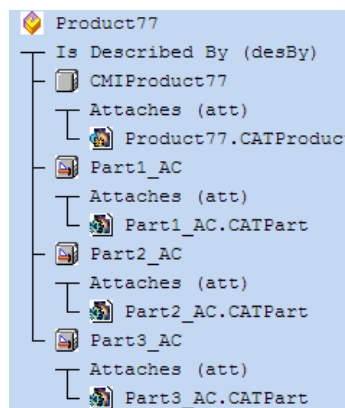 Product77
Is Described By (desBy)
CMIProduct77
Attaches (att)
Product77.CATProduct
Part1_AC
Attaches (att)
Part1_AC.CATPart
Part2_AC
Attaches (att)
Part2_AC.CATPart
Part3_AC
Attaches (att)
Part3_AC.CATPart